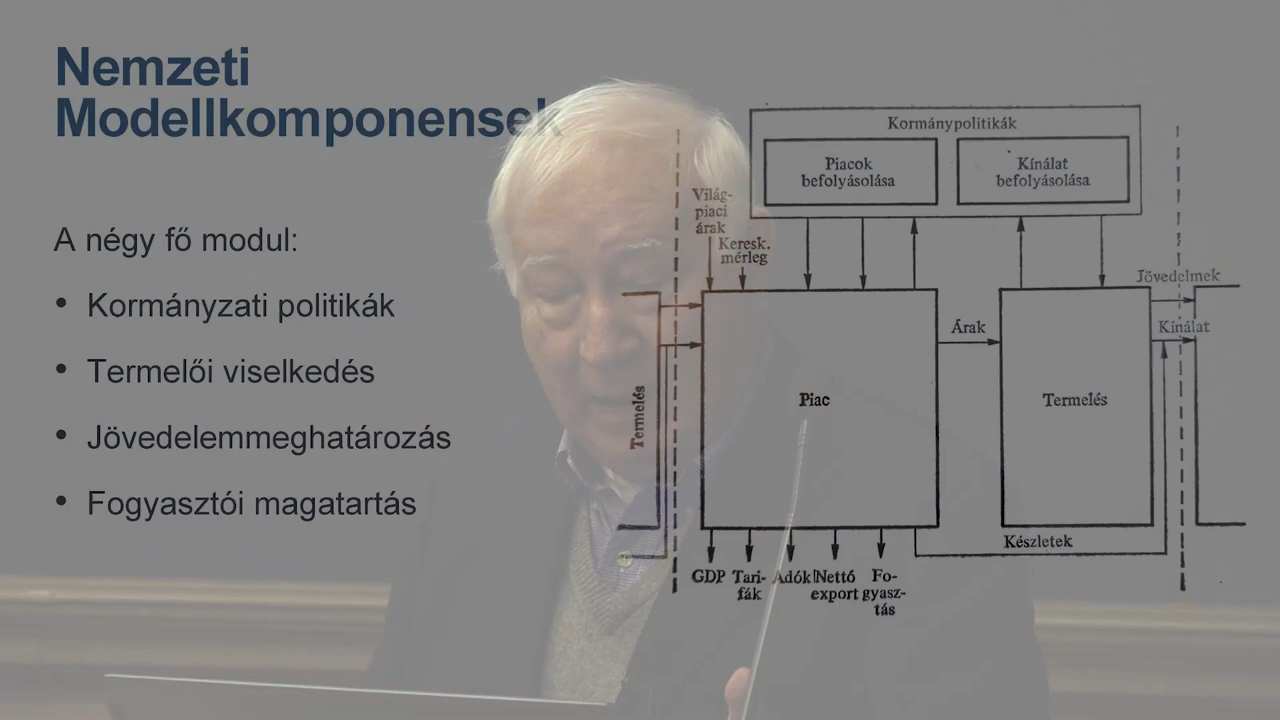 Nemzeti
Modellkomponensek
A négy fő modul:
• Kormányzati politikák
• Termelői viselkedés
• Jövedelemmeghatározás
• Fogyasztói magatartás
Kormánypolitikák
Piacok
befolyásolása
Kínálat
befolyásolása
Világ-
piaci
árak
Keresk.
mérleg
Jövedelmek
Kínálat
Árak
Termelés
Piac
Termelés
Készletek
GDP
Tari-
fák
Adók
Nettó
export
Fo-
gyasz-
tás